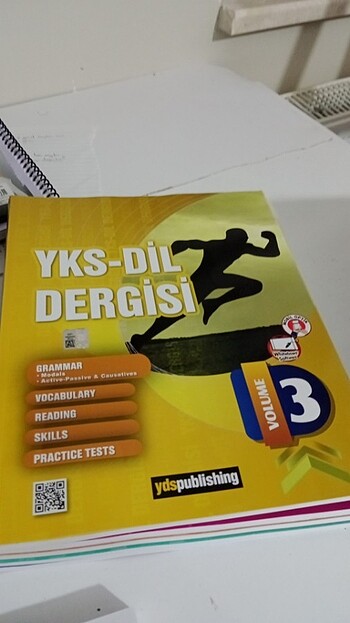 YKS-DİL
DERGİSİ
GRAMMAR
• Modals
• Active-Passive & Causatives
VOCABULARY
READING
SKILLS
PRACTICE TESTS
VOLUME
3
ydspublishing